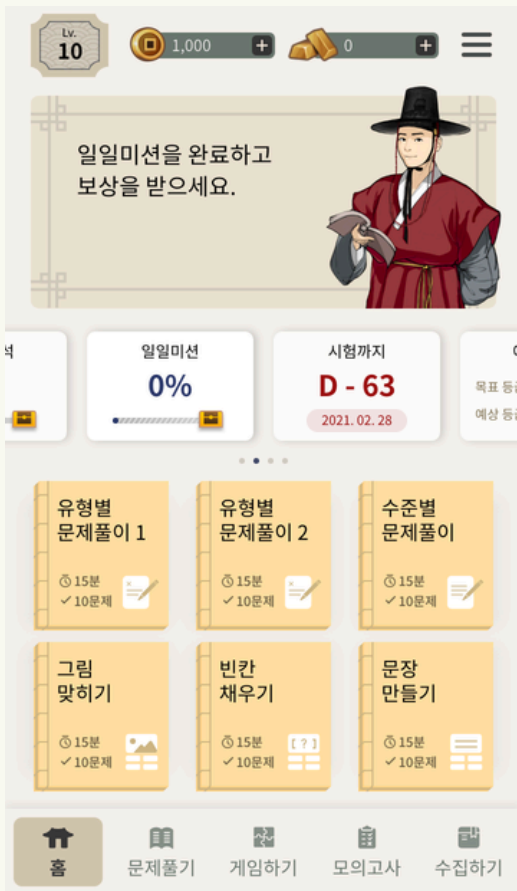 Lv.
10
1,000
0
일일미션을 완료하고
보상을 받으세요.
석
일일미션
0%
시험까지
D - 63
2021. 02. 28
목표 등
예상 등
유형별
문제풀이 1
15분
10문제
유형별
문제풀이 2
15분
10문제
수준별
문제풀이
15분
10문제
그림
맞히기
15분
10문제
빈칸
채우기
15분
10문제
[ ? ]
문장
만들기
15분
10문제
홈
문제풀기
게임하기
모의고사
수집하기